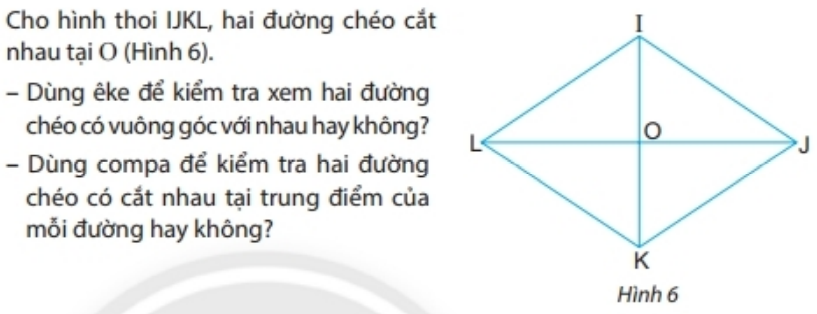 Cho hình thoi IJKL, hai đường chéo cắt
nhau tại O (Hình 6).
– Dùng êke để kiểm tra xem hai đường
chéo có vuông góc với nhau hay không?
– Dùng compa để kiểm tra hai đường
chéo có cắt nhau tại trung điểm của
mỗi đường hay không?
I
O
L
J
K
Hình 6